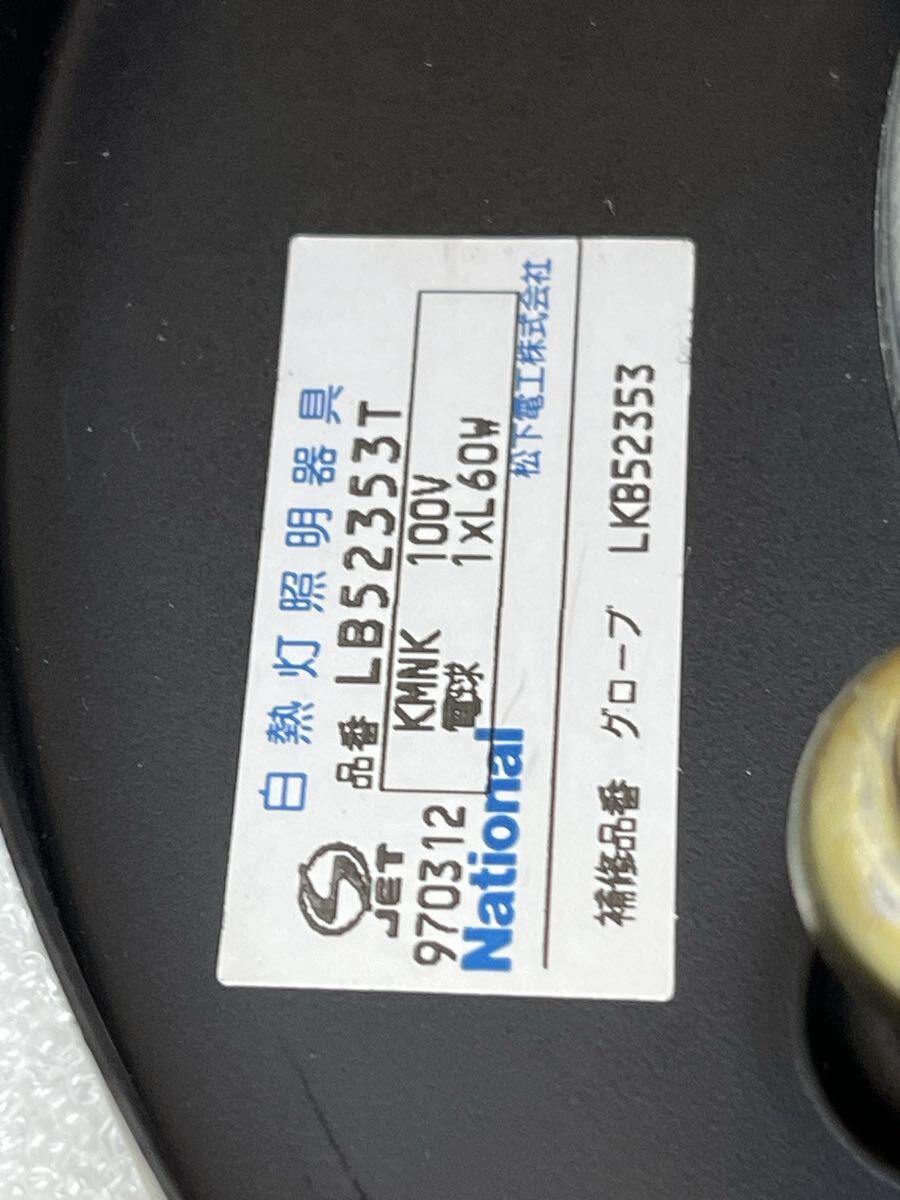 白熱灯照明器具
品番 LB52353T
KMNK 100V
電球 1xL60W
S
JET
970312
National
松下電工株式会社
補修品番 グローブ LKB52353